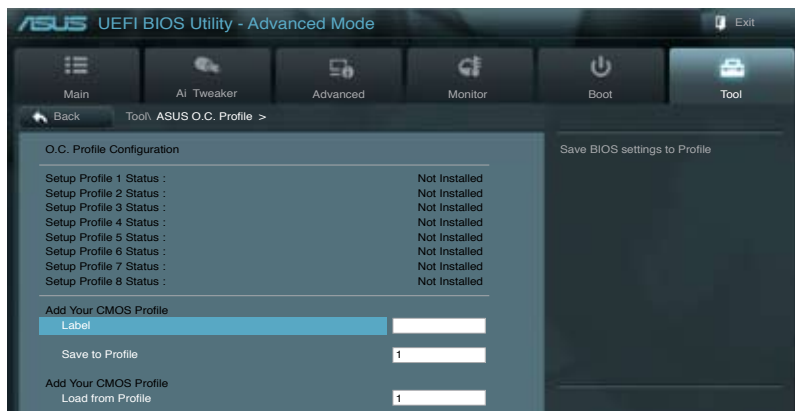 ASUS UEFI BIOS Utility - Advanced Mode
Exit
Main
Ai Tweaker
Advanced
Monitor
Boot
Tool
Back
Tool\ ASUS O.C. Profile >
O.C. Profile Configuration
Save BIOS settings to Profile
Setup Profile 1 Status : Not Installed
Setup Profile 2 Status : Not Installed
Setup Profile 3 Status : Not Installed
Setup Profile 4 Status : Not Installed
Setup Profile 5 Status : Not Installed
Setup Profile 6 Status : Not Installed
Setup Profile 7 Status : Not Installed
Setup Profile 8 Status : Not Installed
Add Your CMOS Profile
Label
Save to Profile 1
Add Your CMOS Profile
Load from Profile 1